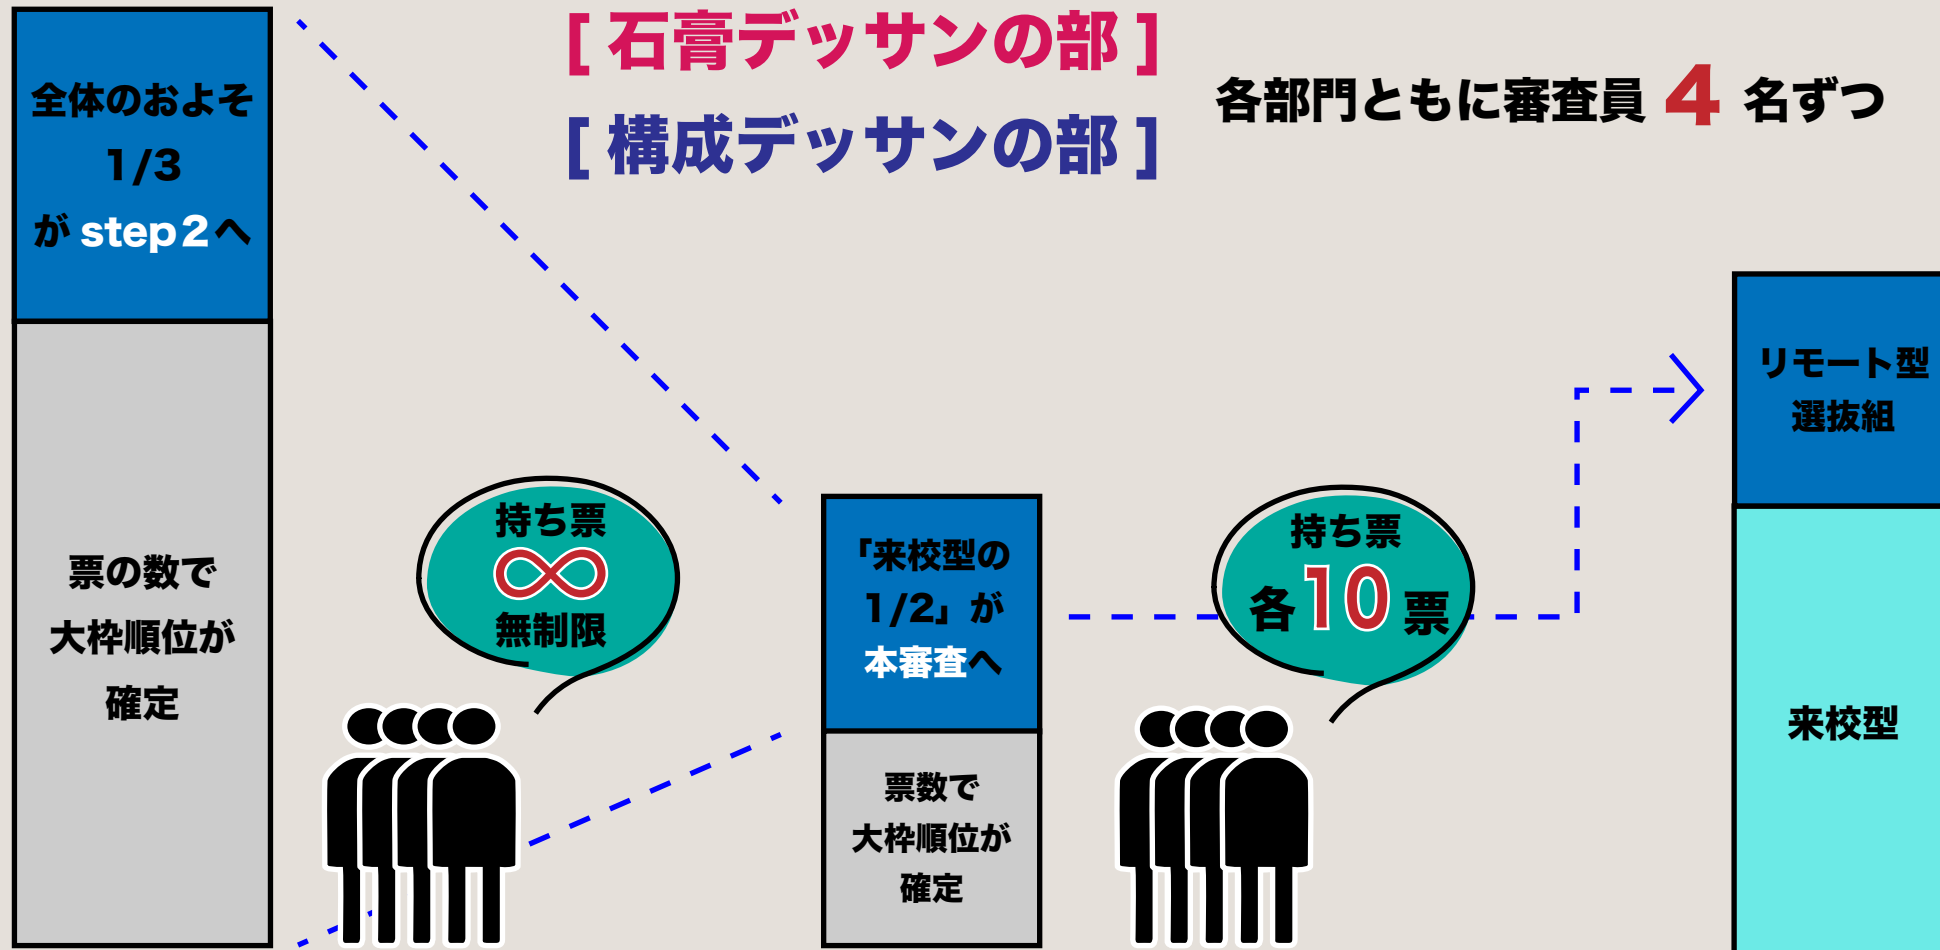 [ 石膏デッサンの部 ]
[ 構成デッサンの部 ]
各部門ともに審査員 4 名ずつ
全体のおよそ
1/3
が step2へ
票の数で
大枠順位が
確定
持ち票
∞
無制限
「来校型の
1/2」が
本審査へ
票数で
大枠順位が
確定
持ち票
各10票
リモート型
選抜組
来校型